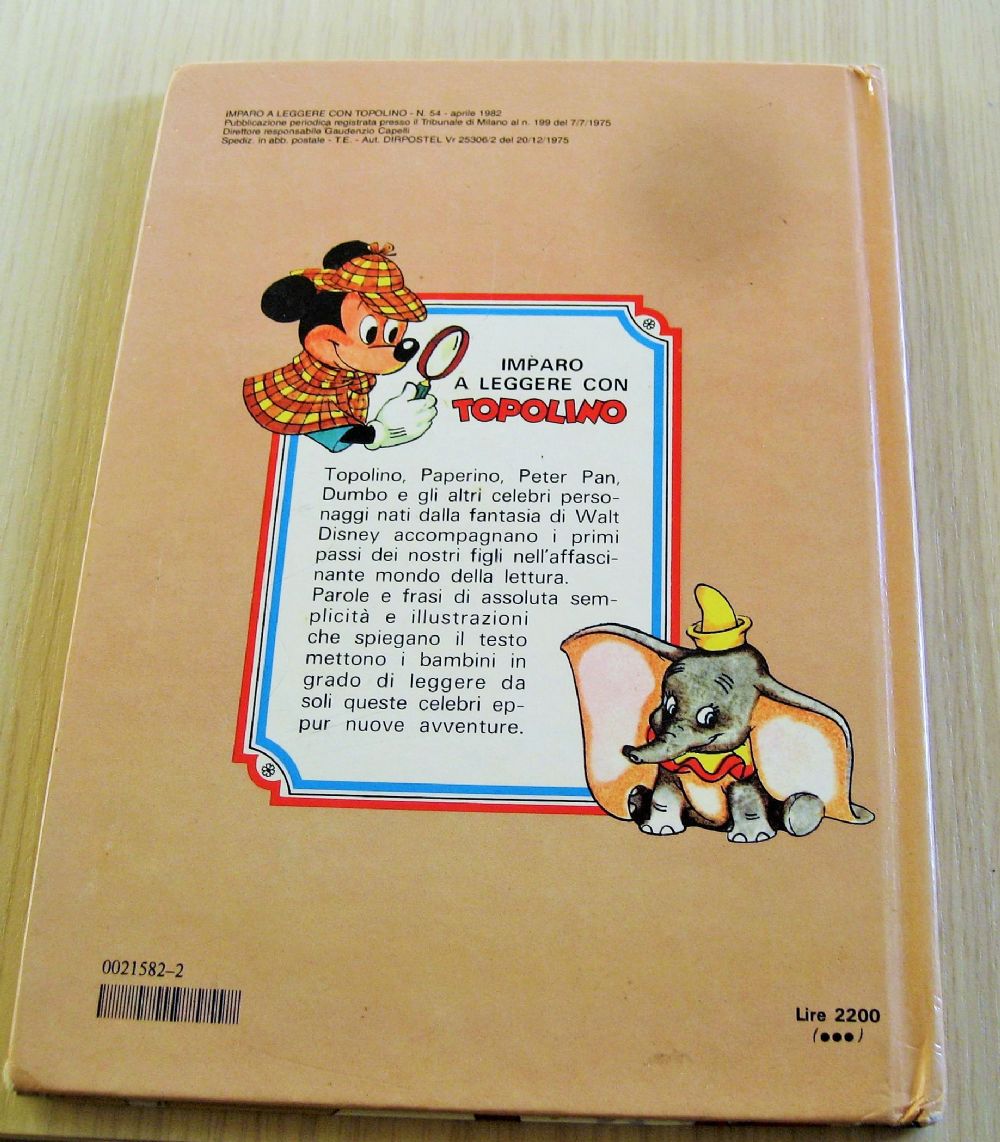 IMPARO A LEGGERE CON TOPOLINO - N. 54 - aprile 1982
Pubblicazione periodica registrata presso il Tribunale di Milano al n. 199 del 7/7/1975
Direttore responsabile Gaudenzio Capelli
Spediz. in abb. postale - T.E. - Aut. DIRPOSTEL Vr 25306/2 del 20/12/1975
IMPARO
A LEGGERE CON
TOPOLINO
Topolino, Paperino, Peter Pan,
Dumbo e gli altri celebri perso-
naggi nati dalla fantasia di Walt
Disney accompagnano i primi
passi dei nostri figli nell'affasci-
nante mondo della lettura.
Parole e frasi di assoluta sem-
plicità e illustrazioni
che spiegano il testo
mettono i bambini in
grado di leggere da
soli queste celebri ep-
pur nuove avventure.
0021582-2
Lire 2200
(●●●)